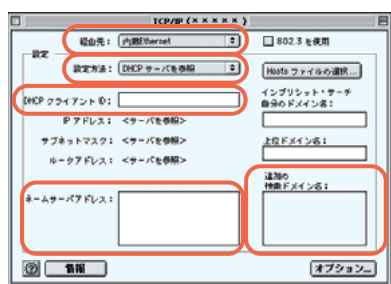 TCP/IP (×××××)
経由先： 内蔵Ethernet
802.3 を使用
設定
設定方法： DHCP サーバを参照
Hosts ファイルの選択...
DHCP クライアント ID：
インプリシット・サーチ
自分のドメイン名：
IP アドレス： <サーバを参照>
サブネットマスク： <サーバを参照>
上位ドメイン名：
ルータアドレス： <サーバを参照>
追加の
検索ドメイン名：
ネームサーバアドレス：
?
情報
オプション...